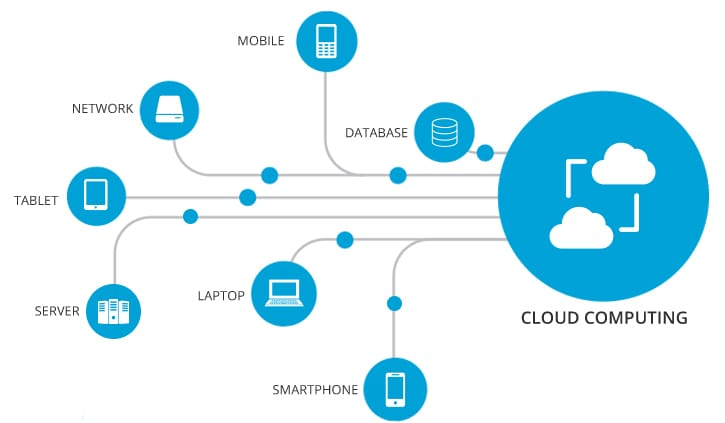 MOBILE
NETWORK
DATABASE
TABLET
LAPTOP
SERVER
CLOUD COMPUTING
SMARTPHONE